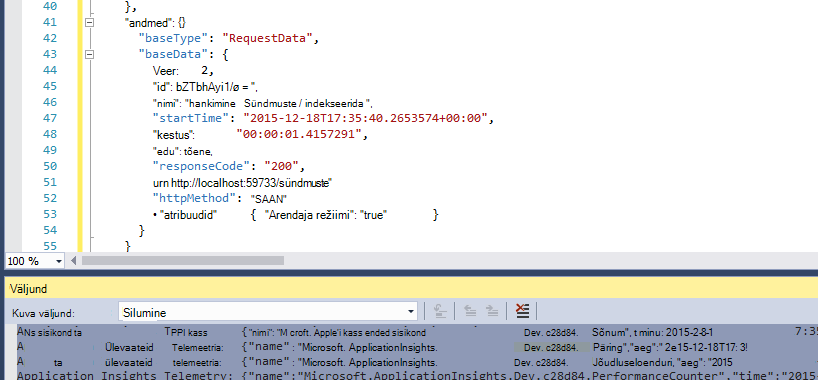 40 },
41 "andmed": {}
42 "baseType": "RequestData",
43 "baseData": {
44 Veer: 2,
45 "id": bZTbhAyi1/ø = ",
46 "nimi": "hankimine Sündmuste / indekseerida ",
47 "startTime": "2015-12-18T17:35:40.2653574+00:00",
48 "kestus": "00:00:01.4157291",
49 "edu": tõene,
50 "responseCode": "200",
51 urn http://localhost:59733/sündmuste"
52 "httpMethod": "SAAN"
53 • "atribuudid" { "Arendaja režiimi": "true" }
54 }
55 }
100 %
Väljund
Kuva väljund: Silumine
A Ns sisikond ta TPPI kass {"nimi": "M croft. Apple'i kass ended sisikond Dev. c28d84. Sõnum", t minu: 2015-2-8-1 7:35
A Ülevaateid Telemeetria: {"name": "Microsoft. ApplicationInsights. Dev. c28d84. Päring","aeg":" 2e15-12-18T17: 3!
A ta ülevaateid telemeetria: {"name": "Microsoft. ApplicationInsights. Dev. c28d84. Jõudluseloenduri, "aeg": "2015
Application Insights Telemetry: {"name":"Microsoft.ApplicationInsights.Dev.c28d84.PerformanceCounter","time":"2015-